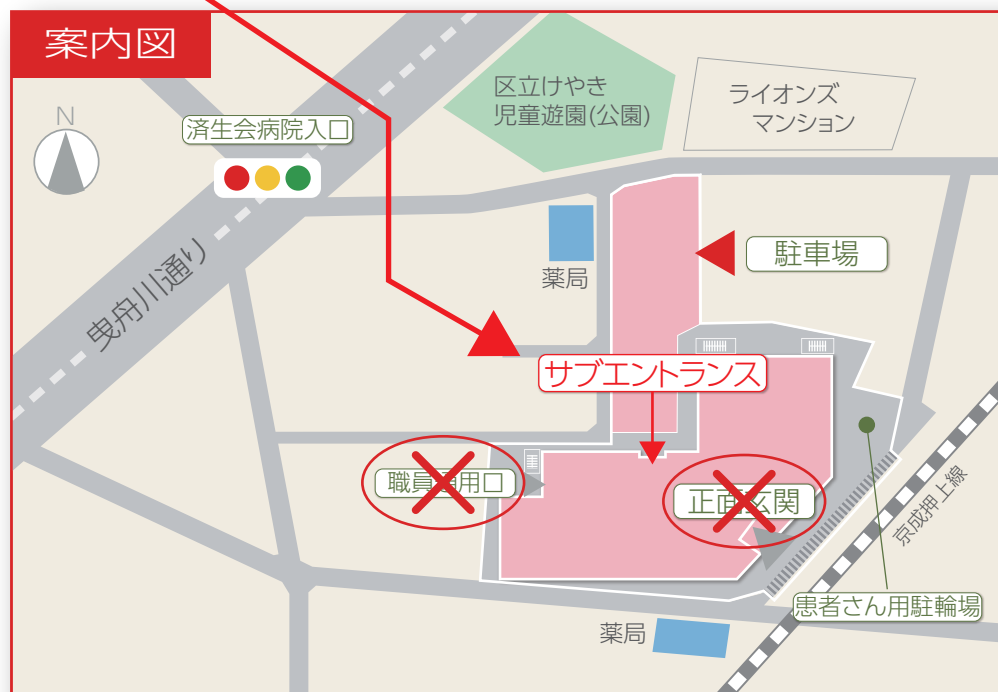 案内図
N
済生会病院入口
区立けやき
児童遊園(公園)
ライオンズ
マンション
曳舟川通り
薬局
駐車場
サブエントランス
職員通用口
正面玄関
京成押上線
患者さん用駐輪場
薬局